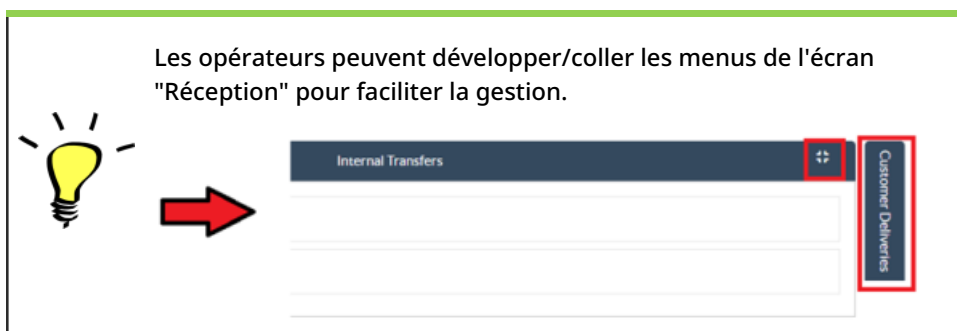 Les opérateurs peuvent développer/coller les menus de l'écran
"Réception" pour faciliter la gestion.
Internal Transfers
Customer Deliveries